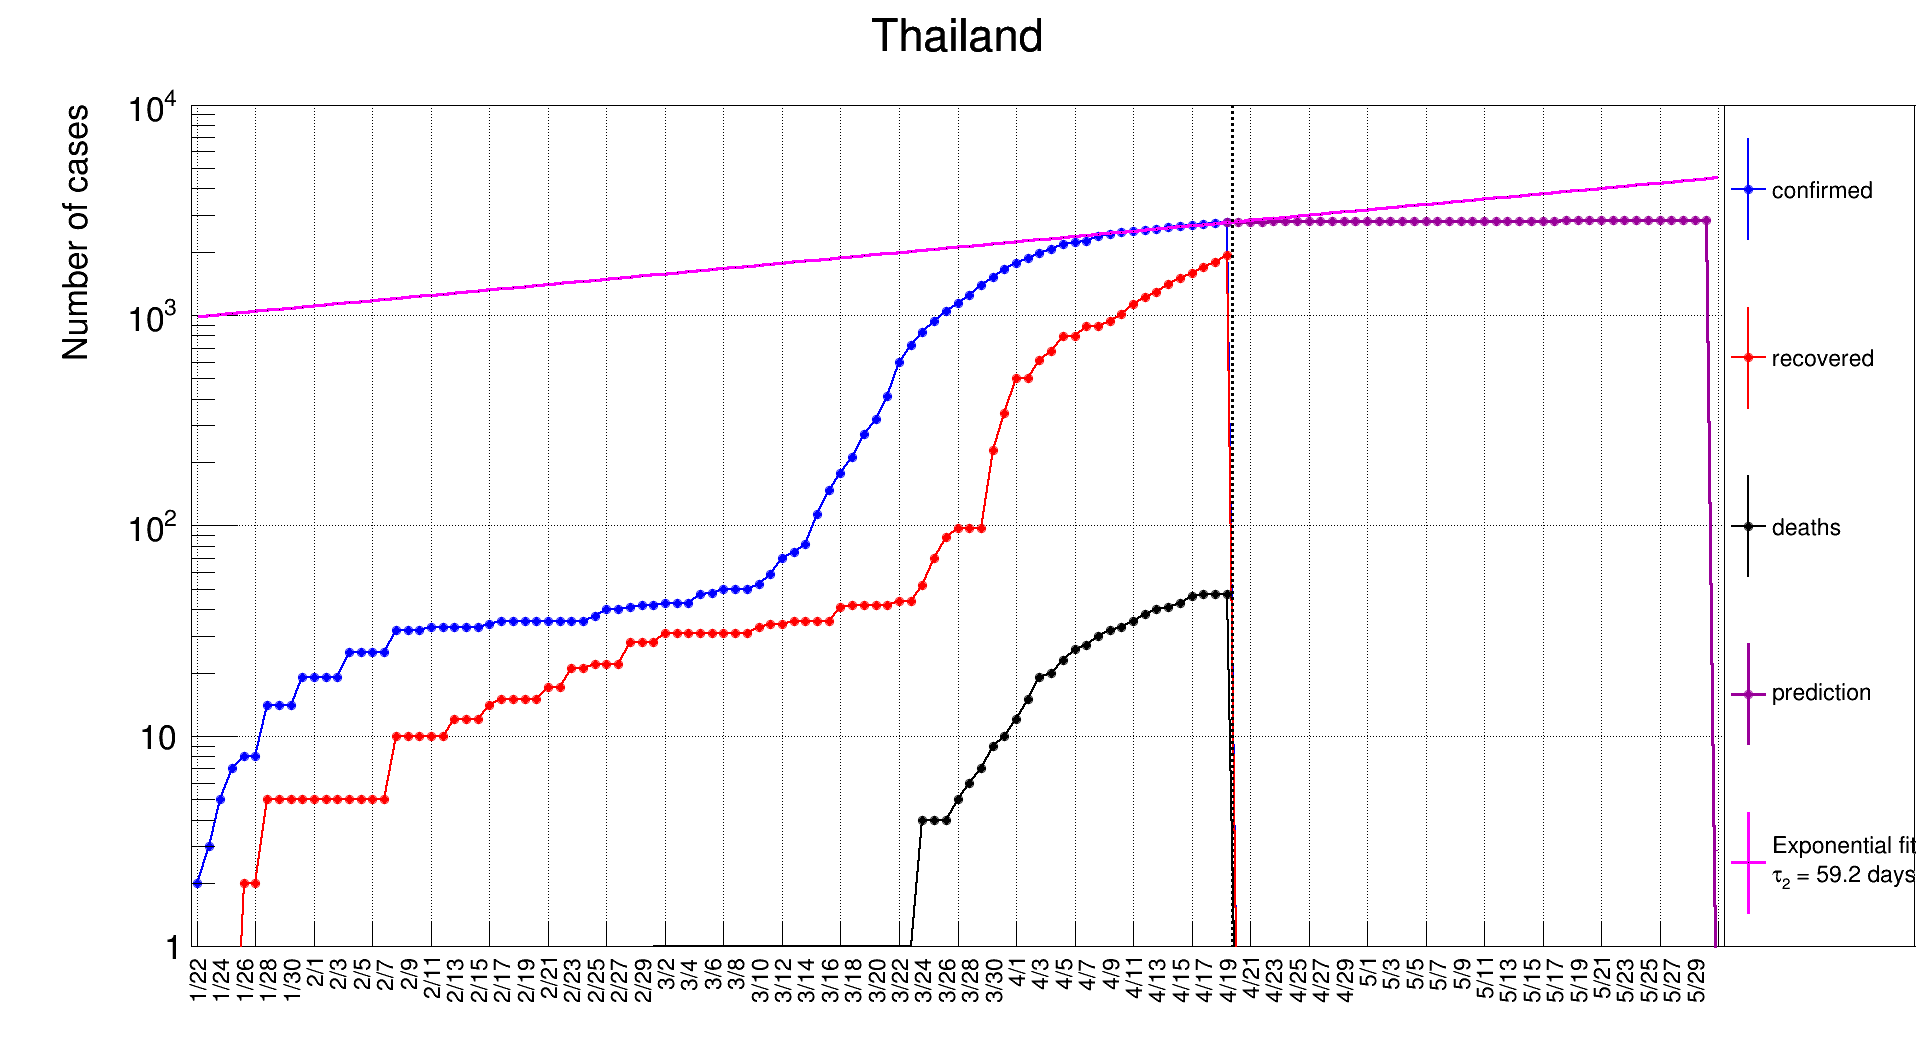 Thailand
Number of cases
10⁴
10³
10²
10
1
1/22 1/24 1/26 1/28 1/30 2/1 2/3 2/5 2/7 2/9 2/11 2/13 2/15 2/17 2/19 2/21 2/23 2/25 2/27 2/29 3/2 3/4 3/6 3/8 3/10 3/12 3/14 3/16 3/18 3/20 3/22 3/24 3/26 3/28 3/30 4/1 4/3 4/5 4/7 4/9 4/11 4/13 4/15 4/17 4/19 4/21 4/23 4/25 4/27 4/29 5/1 5/3 5/5 5/7 5/9 5/11 5/13 5/15 5/17 5/19 5/21 5/23 5/25 5/27 5/29
confirmed
recovered
deaths
prediction
Exponential fit
τ₂ = 59.2 days